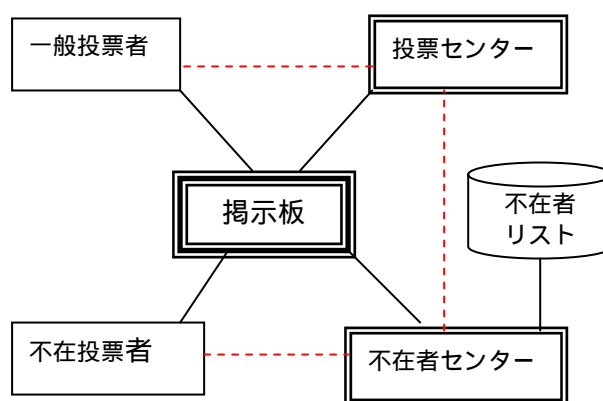 一般投票者
投票センター
掲示板
不在者
リスト
不在投票者
不在者センター